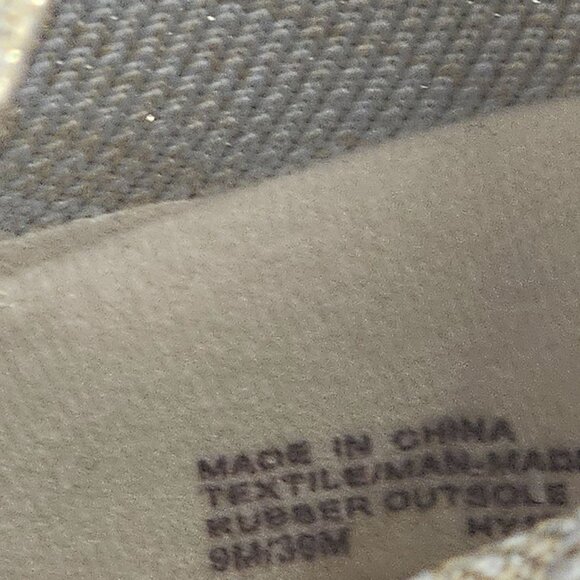 MADE IN CHINA
TEXTILE/MAN-MADE
RUBBER OUTSOLE
9M/39M